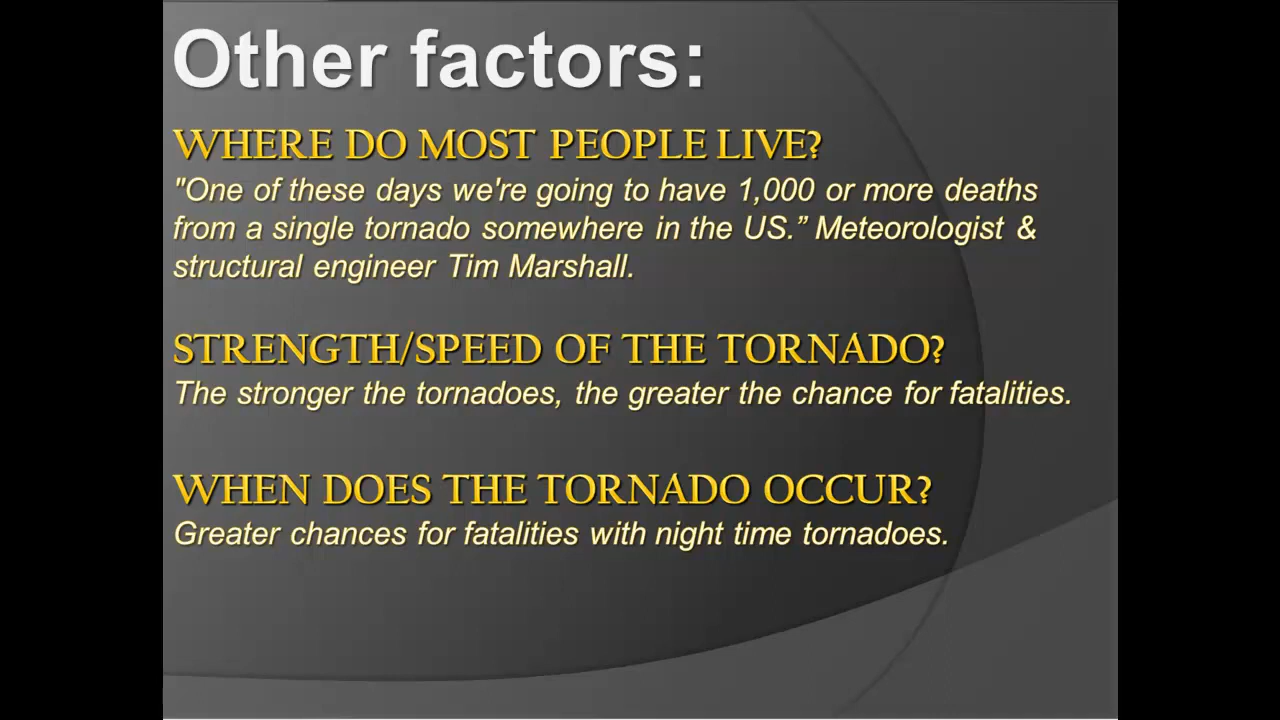 Other factors:
WHERE DO MOST PEOPLE LIVE?
"One of these days we're going to have 1,000 or more deaths
from a single tornado somewhere in the US.” Meteorologist &
structural engineer Tim Marshall.
STRENGTH/SPEED OF THE TORNADO?
The stronger the tornadoes, the greater the chance for fatalities.
WHEN DOES THE TORNADO OCCUR?
Greater chances for fatalities with night time tornadoes.